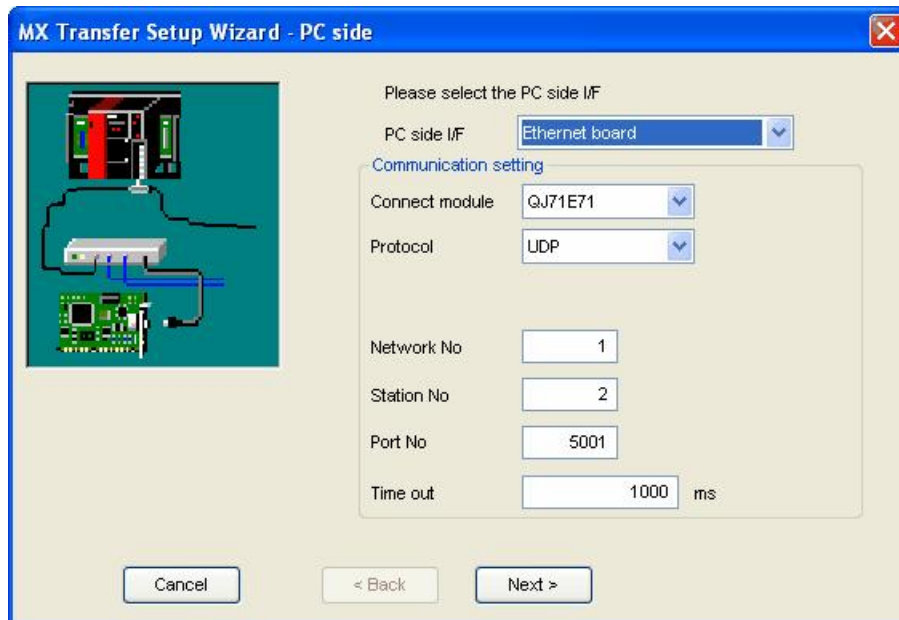 MX Transfer Setup Wizard - PC side
Please select the PC side I/F
PC side I/F Ethernet board
Communication setting
Connect module QJ71E71
Protocol UDP
Network No 1
Station No 2
Port No 5001
Time out 1000 ms
Cancel < Back Next >